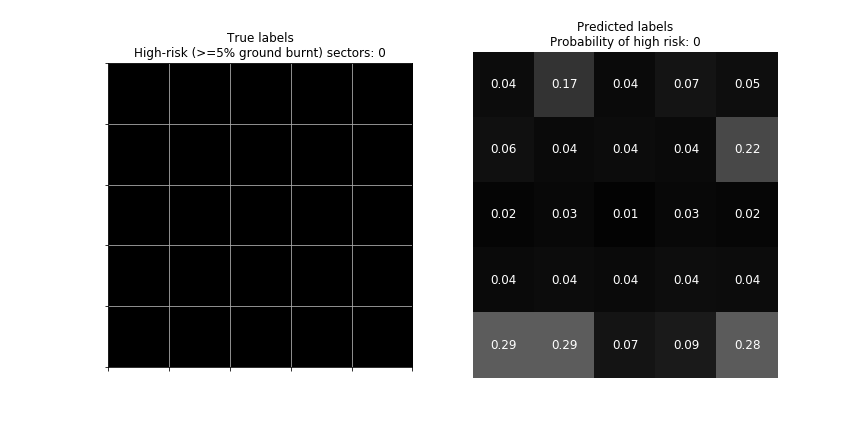 True labels
High-risk (>=5% ground burnt) sectors: 0
Predicted labels
Probability of high risk: 0
0.04 0.17 0.04 0.07 0.05
0.06 0.04 0.04 0.04 0.22
0.02 0.03 0.01 0.03 0.02
0.04 0.04 0.04 0.04 0.04
0.29 0.29 0.07 0.09 0.28